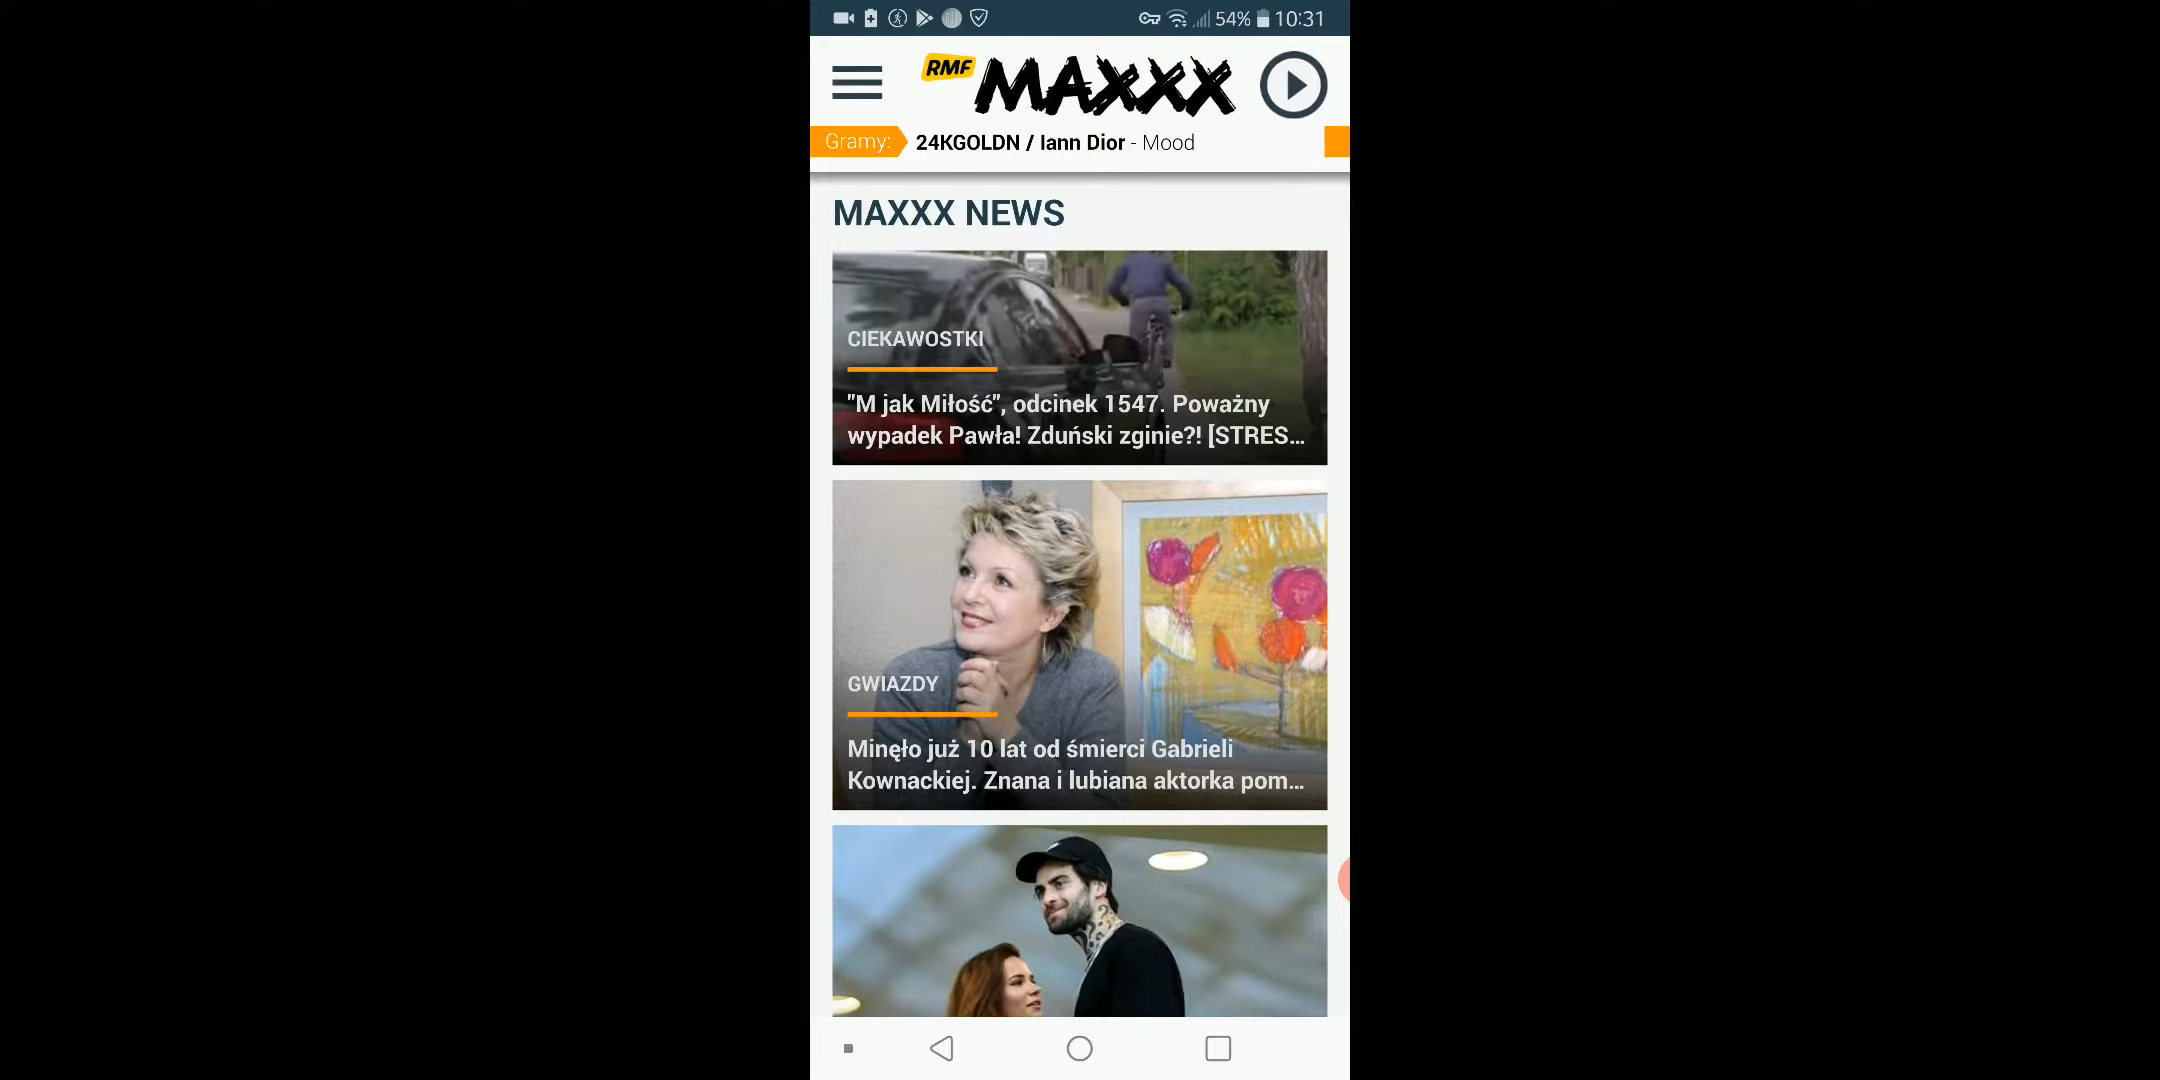 54% 10:31
RMF MAXXX
Gramy: 24KGOLDN / Iann Dior - Mood
MAXXX NEWS
CIEKAWOSTKI
"M jak Miłość", odcinek 1547. Poważny
wypadek Pawła! Zduński zginie?! [STRES...
GWIAZDY
Minęło już 10 lat od śmierci Gabrieli
Kownackiej. Znana i lubiana aktorka pom...